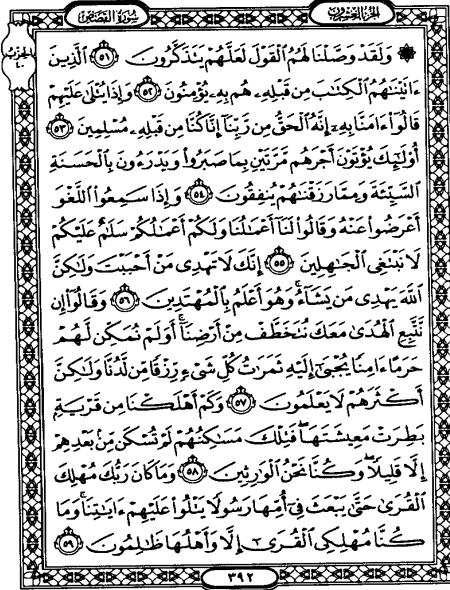 الجزء العشرون
سورة القصص
الحزب ٤٠
۞ وَلَقَدْ وَصَّلْنَا لَهُمُ ٱلْقَوْلَ لَعَلَّهُمْ يَتَذَكَّرُونَ ٥١ ٱلَّذِينَ
ءَاتَيْنَٰهُمُ ٱلْكِتَٰبَ مِن قَبْلِهِۦ هُم بِهِۦ يُؤْمِنُونَ ٥٢ وَإِذَا يُتْلَىٰ عَلَيْهِمْ
قَالُوٓا۟ ءَامَنَّا بِهِۦٓ إِنَّهُ ٱلْحَقُّ مِن رَّبِّنَآ إِنَّا كُنَّا مِن قَبْلِهِۦ مُسْلِمِينَ ٥٣
أُو۟لَٰٓئِكَ يُؤْتَوْنَ أَجْرَهُم مَّرَّتَيْنِ بِمَا صَبَرُوا۟ وَيَدْرَءُونَ بِٱلْحَسَنَةِ
ٱلسَّيِّئَةَ وَمِمَّا رَزَقْنَٰهُمْ يُنفِقُونَ ٥٤ وَإِذَا سَمِعُوا۟ ٱللَّغْوَ
أَعْرَضُوا۟ عَنْهُ وَقَالُوا۟ لَنَآ أَعْمَٰلُنَا وَلَكُمْ أَعْمَٰلُكُمْ سَلَٰمٌ عَلَيْكُمْ
لَا نَبْتَغِى ٱلْجَٰهِلِينَ ٥٥ إِنَّكَ لَا تَهْدِى مَنْ أَحْبَبْتَ وَلَٰكِنَّ
ٱللَّهَ يَهْدِى مَن يَشَآءُ ۚ وَهُوَ أَعْلَمُ بِٱلْمُهْتَدِينَ ٥٦ وَقَالُوٓا۟ إِن
نَّتَّبِعِ ٱلْهُدَىٰ مَعَكَ نُتَخَطَّفْ مِنْ أَرْضِنَآ ۚ أَوَلَمْ نُمَكِّن لَّهُمْ
حَرَمًا ءَامِنًا يُجْبَىٰٓ إِلَيْهِ ثَمَرَٰتُ كُلِّ شَىْءٍ رِّزْقًا مِّن لَّدُنَّا وَلَٰكِنَّ
أَكْثَرَهُمْ لَا يَعْلَمُونَ ٥٧ وَكَمْ أَهْلَكْنَا مِن قَرْيَةٍۭ
بَطِرَتْ مَعِيشَتَهَا ۖ فَتِلْكَ مَسَٰكِنُهُمْ لَمْ تُسْكَن مِّنۢ بَعْدِهِمْ
إِلَّا قَلِيلًا ۖ وَكُنَّا نَحْنُ ٱلْوَٰرِثِينَ ٥٨ وَمَا كَانَ رَبُّكَ مُهْلِكَ
ٱلْقُرَىٰ حَتَّىٰ يَبْعَثَ فِىٓ أُمِّهَا رَسُولًا يَتْلُوا۟ عَلَيْهِمْ ءَايَٰتِنَا ۚ وَمَا
كُنَّا مُهْلِكِى ٱلْقُرَىٰٓ إِلَّا وَأَهْلُهَا ظَٰلِمُونَ ٥٩
٣٩٢